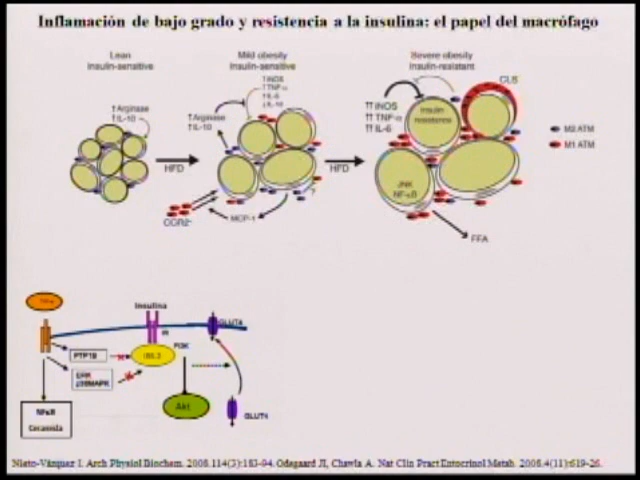 Inflamación de bajo grado y resistencia a la insulina: el papel del macrófago
Lean
Insulin-sensitive
Mild obesity
Insulin-sensitive
Severe obesity
Insulin-resistant
↑Arginase
↑IL-10
↑Arginase
↑IL-10
↑iNOS
↑TNF-α
↑IL-6
↓IL-10
↑↑iNOS
↑↑TNF-α
↑↑IL-6
CLS
Insulin
resistance
M2 ATM
M1 ATM
HFD
HFD
JNK
NF-κB
?
CCR2+
MCP-1
FFA
Insulina
IR
GLUT4
PI3K
PTP1B
ERK
p38MAPK
Akt
GLUT4
NFκB
Ceramida
Nieto-Vázquez I. Arch Physiol Biochem. 2008.114(3):183-94. Odegaard JI, Chawla A. Nat Clin Pract Entocrinol Metab. 2008.4(11):619-26.